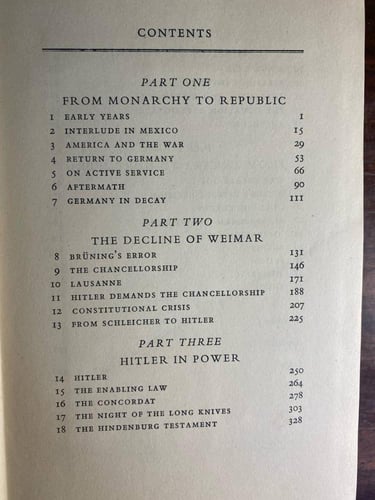 CONTENTS
PART ONE
FROM MONARCHY TO REPUBLIC
1 EARLY YEARS 1
2 INTERLUDE IN MEXICO 15
3 AMERICA AND THE WAR 29
4 RETURN TO GERMANY 53
5 ON ACTIVE SERVICE 66
6 AFTERMATH 90
7 GERMANY IN DECAY 111
PART TWO
THE DECLINE OF WEIMAR
8 BRÜNING'S ERROR 131
9 THE CHANCELLORSHIP 146
10 LAUSANNE 171
11 HITLER DEMANDS THE CHANCELLORSHIP 188
12 CONSTITUTIONAL CRISIS 207
13 FROM SCHLEICHER TO HITLER 225
PART THREE
HITLER IN POWER
14 HITLER 250
15 THE ENABLING LAW 264
16 THE CONCORDAT 278
17 THE NIGHT OF THE LONG KNIVES 303
18 THE HINDENBURG TESTAMENT 328